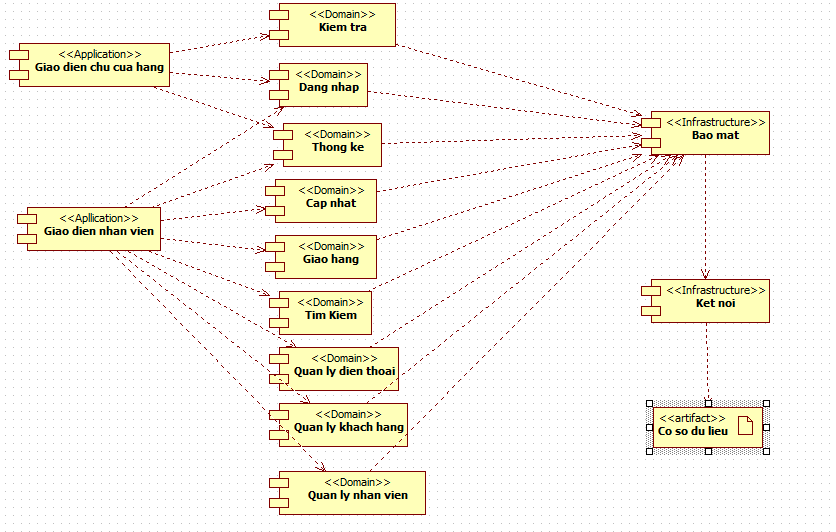 <<Domain>>
Kiem tra
<<Application>>
Giao dien chu cua hang
<<Domain>>
Dang nhap
<<Domain>>
Thong ke
<<Infrastructure>>
Bao mat
<<Domain>>
Cap nhat
<<Apllication>>
Giao dien nhan vien
<<Domain>>
Giao hang
<<Domain>>
Tim Kiem
<<Infrastructure>>
Ket noi
<<Domain>>
Quan ly dien thoai
<<Domain>>
Quan ly khach hang
<<artifact>>
Co so du lieu
<<Domain>>
Quan ly nhan vien